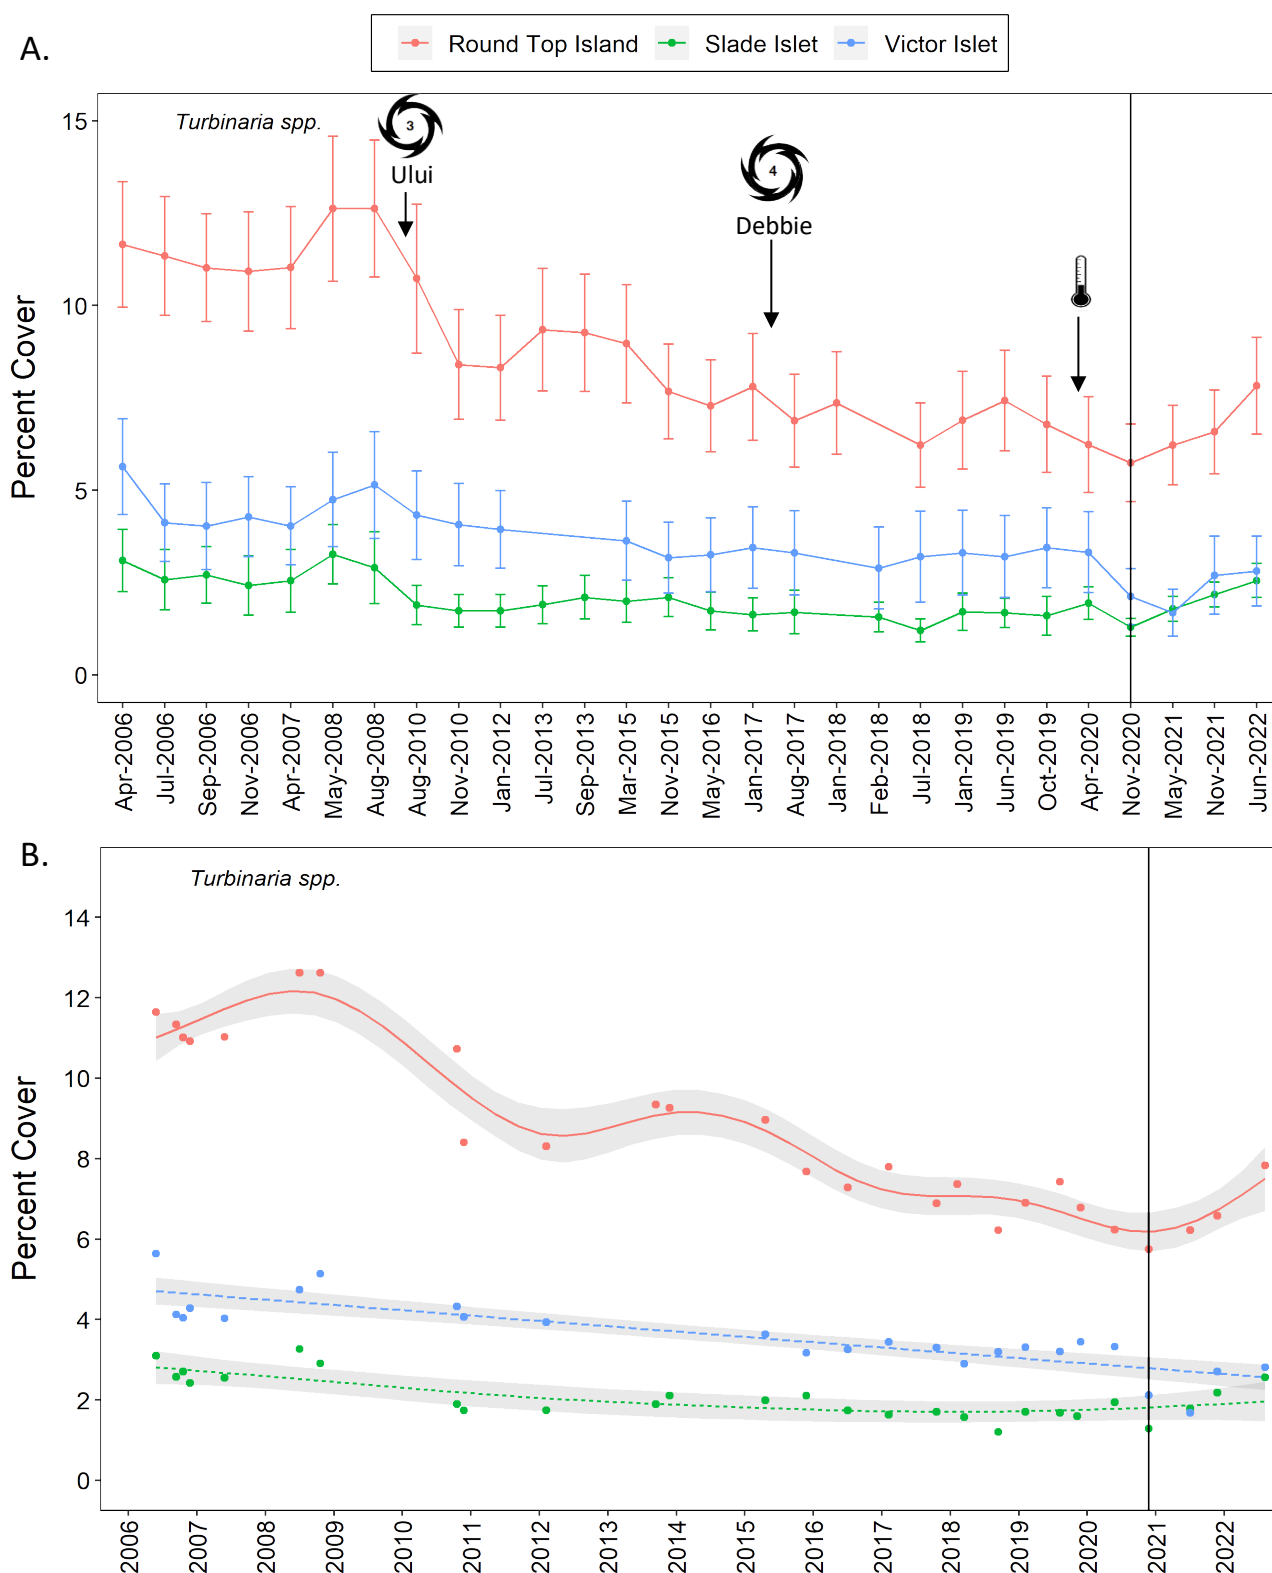 A.
Round Top Island Slade Islet Victor Islet
Turbinaria spp.
3
Ului
4
Debbie
Percent Cover
15
10
5
0
Apr-2006
Jul-2006
Sep-2006
Nov-2006
Apr-2007
May-2008
Aug-2008
Aug-2010
Nov-2010
Jan-2012
Jul-2013
Sep-2013
Mar-2015
Nov-2015
May-2016
Jan-2017
Aug-2017
Jan-2018
Feb-2018
Jul-2018
Jan-2019
Jun-2019
Oct-2019
Apr-2020
Nov-2020
May-2021
Nov-2021
Jun-2022
B.
Turbinaria spp.
Percent Cover
14
12
10
8
6
4
2
0
2006
2007
2008
2009
2010
2011
2012
2013
2014
2015
2016
2017
2018
2019
2020
2021
2022